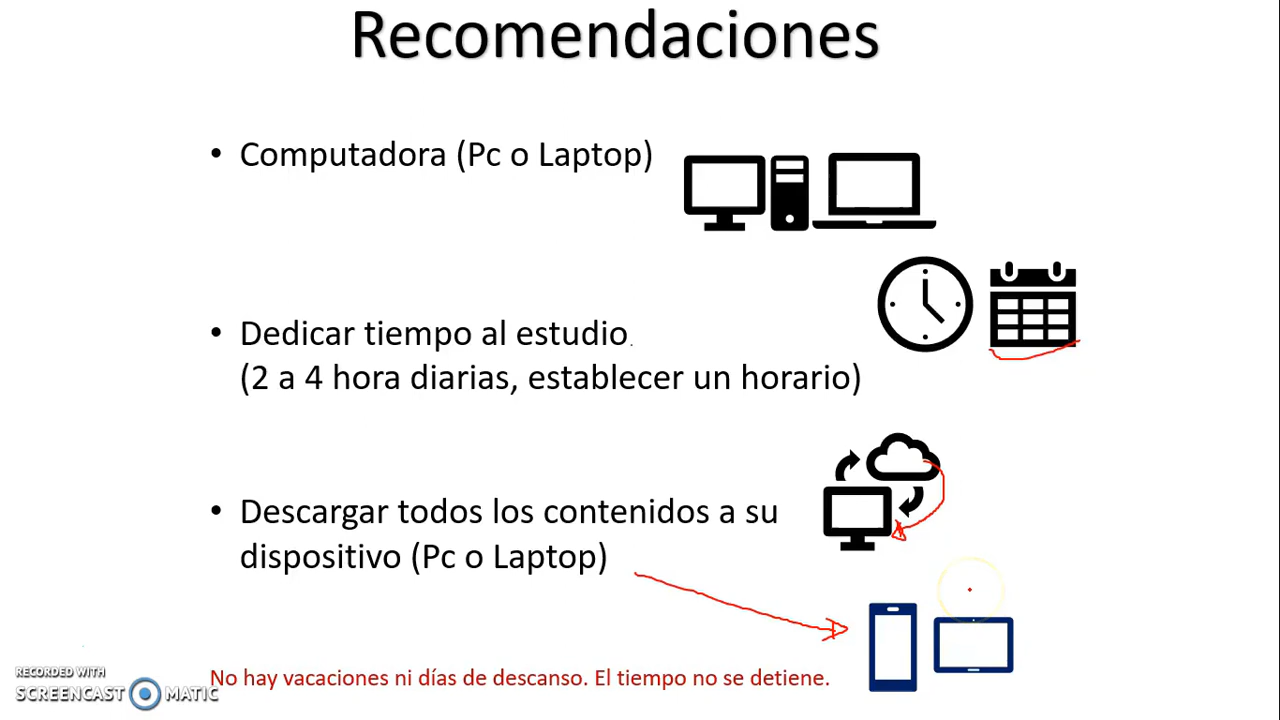 Recomendaciones
• Computadora (Pc o Laptop)
• Dedicar tiempo al estudio.
(2 a 4 hora diarias, establecer un horario)
• Descargar todos los contenidos a su
dispositivo (Pc o Laptop)
No hay vacaciones ni días de descanso. El tiempo no se detiene.
RECORDED WITH
SCREENCAST MATIC